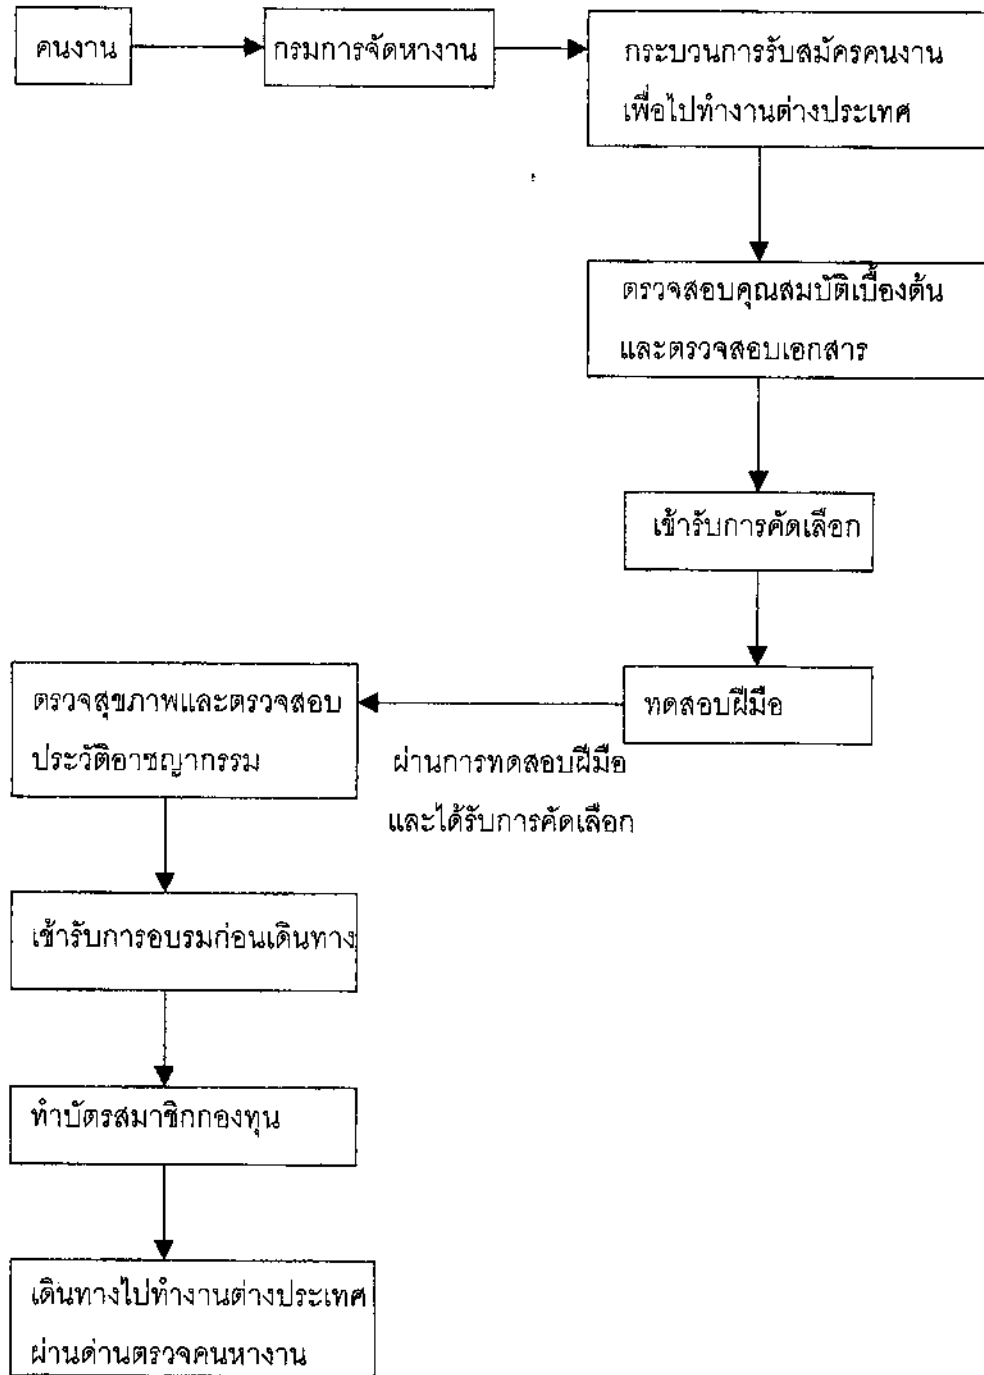 คนงาน
กรมการจัดหางาน
กระบวนการรับสมัครคนงาน
เพื่อไปทำงานต่างประเทศ
ตรวจสอบคุณสมบัติเบื้องต้น
และตรวจสอบเอกสาร
เข้ารับการคัดเลือก
ทดสอบฝีมือ
ผ่านการทดสอบฝีมือ
และได้รับการคัดเลือก
ตรวจสุขภาพและตรวจสอบ
ประวัติอาชญากรรม
เข้ารับการอบรมก่อนเดินทาง
ทำบัตรสมาชิกกองทุน
เดินทางไปทำงานต่างประเทศ
ผ่านด่านตรวจคนหางาน